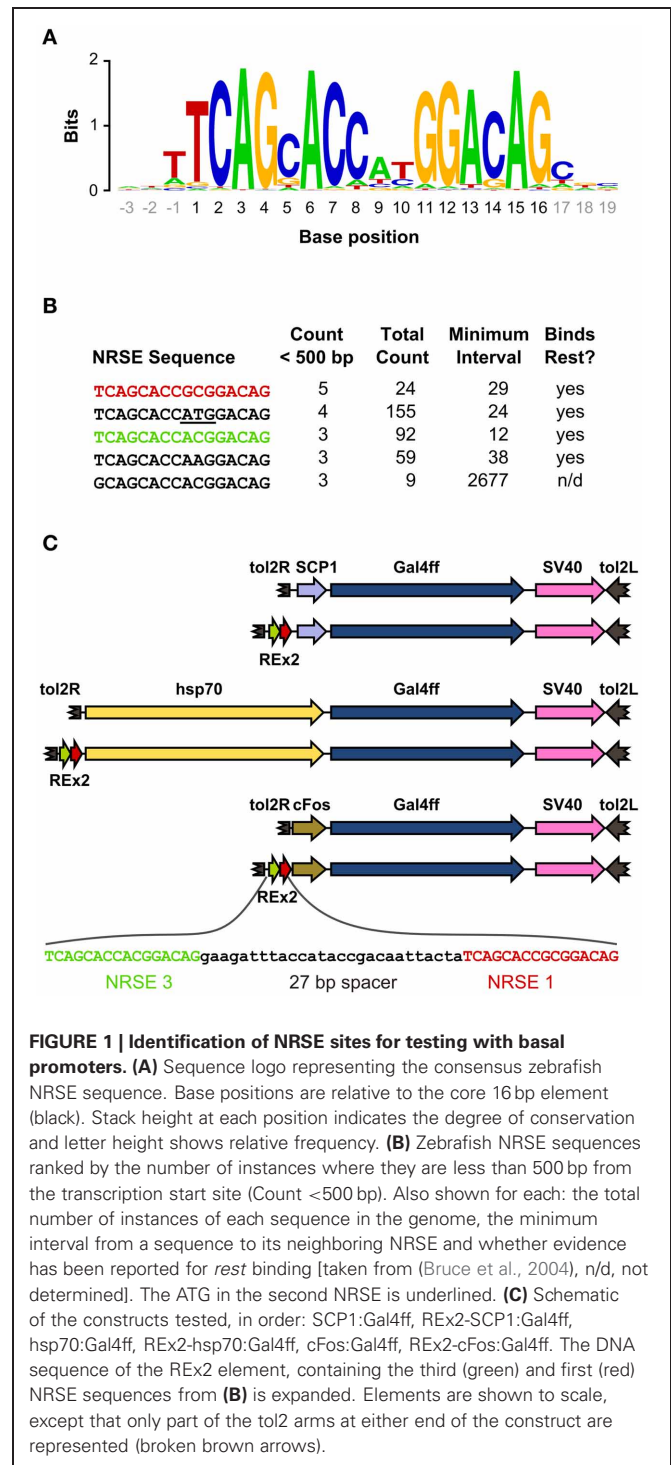 A
2
Bits
1
0
TTCAGCACCATGGACAGC
-3 -2 -1 1 2 3 4 5 6 7 8 9 10 11 12 13 14 15 16 17 18 19
Base position
B
NRSE Sequence Count < 500 bp Total Count Minimum Interval Binds Rest?
TCAGCACCGCGGACAG 5 24 29 yes
TCAGCACCATGGACAG 4 155 24 yes
TCAGCACCACGGACAG 3 92 12 yes
TCAGCACCAAGGACAG 3 59 38 yes
GCAGCACCACGGACAG 3 9 2677 n/d
C
tol2R SCP1 Gal4ff SV40 tol2L
REx2
tol2R hsp70 Gal4ff SV40 tol2L
REx2
tol2R cFos Gal4ff SV40 tol2L
REx2
TCAGCACCACGGACAGgaagatttaccataccgacaattactaTCAGCACCGCGGACAG
NRSE 3 27 bp spacer NRSE 1
FIGURE 1 | Identification of NRSE sites for testing with basal
promoters. (A) Sequence logo representing the consensus zebrafish
NRSE sequence. Base positions are relative to the core 16 bp element
(black). Stack height at each position indicates the degree of conservation
and letter height shows relative frequency. (B) Zebrafish NRSE sequences
ranked by the number of instances where they are less than 500 bp from
the transcription start site (Count <500 bp). Also shown for each: the total
number of instances of each sequence in the genome, the minimum
interval from a sequence to its neighboring NRSE and whether evidence
has been reported for rest binding [taken from (Bruce et al., 2004), n/d, not
determined]. The ATG in the second NRSE is underlined. (C) Schematic
of the constructs tested, in order: SCP1:Gal4ff, REx2-SCP1:Gal4ff,
hsp70:Gal4ff, REx2-hsp70:Gal4ff, cFos:Gal4ff, REx2-cFos:Gal4ff. The DNA
sequence of the REx2 element, containing the third (green) and first (red)
NRSE sequences from (B) is expanded. Elements are shown to scale,
except that only part of the tol2 arms at either end of the construct are
represented (broken brown arrows).